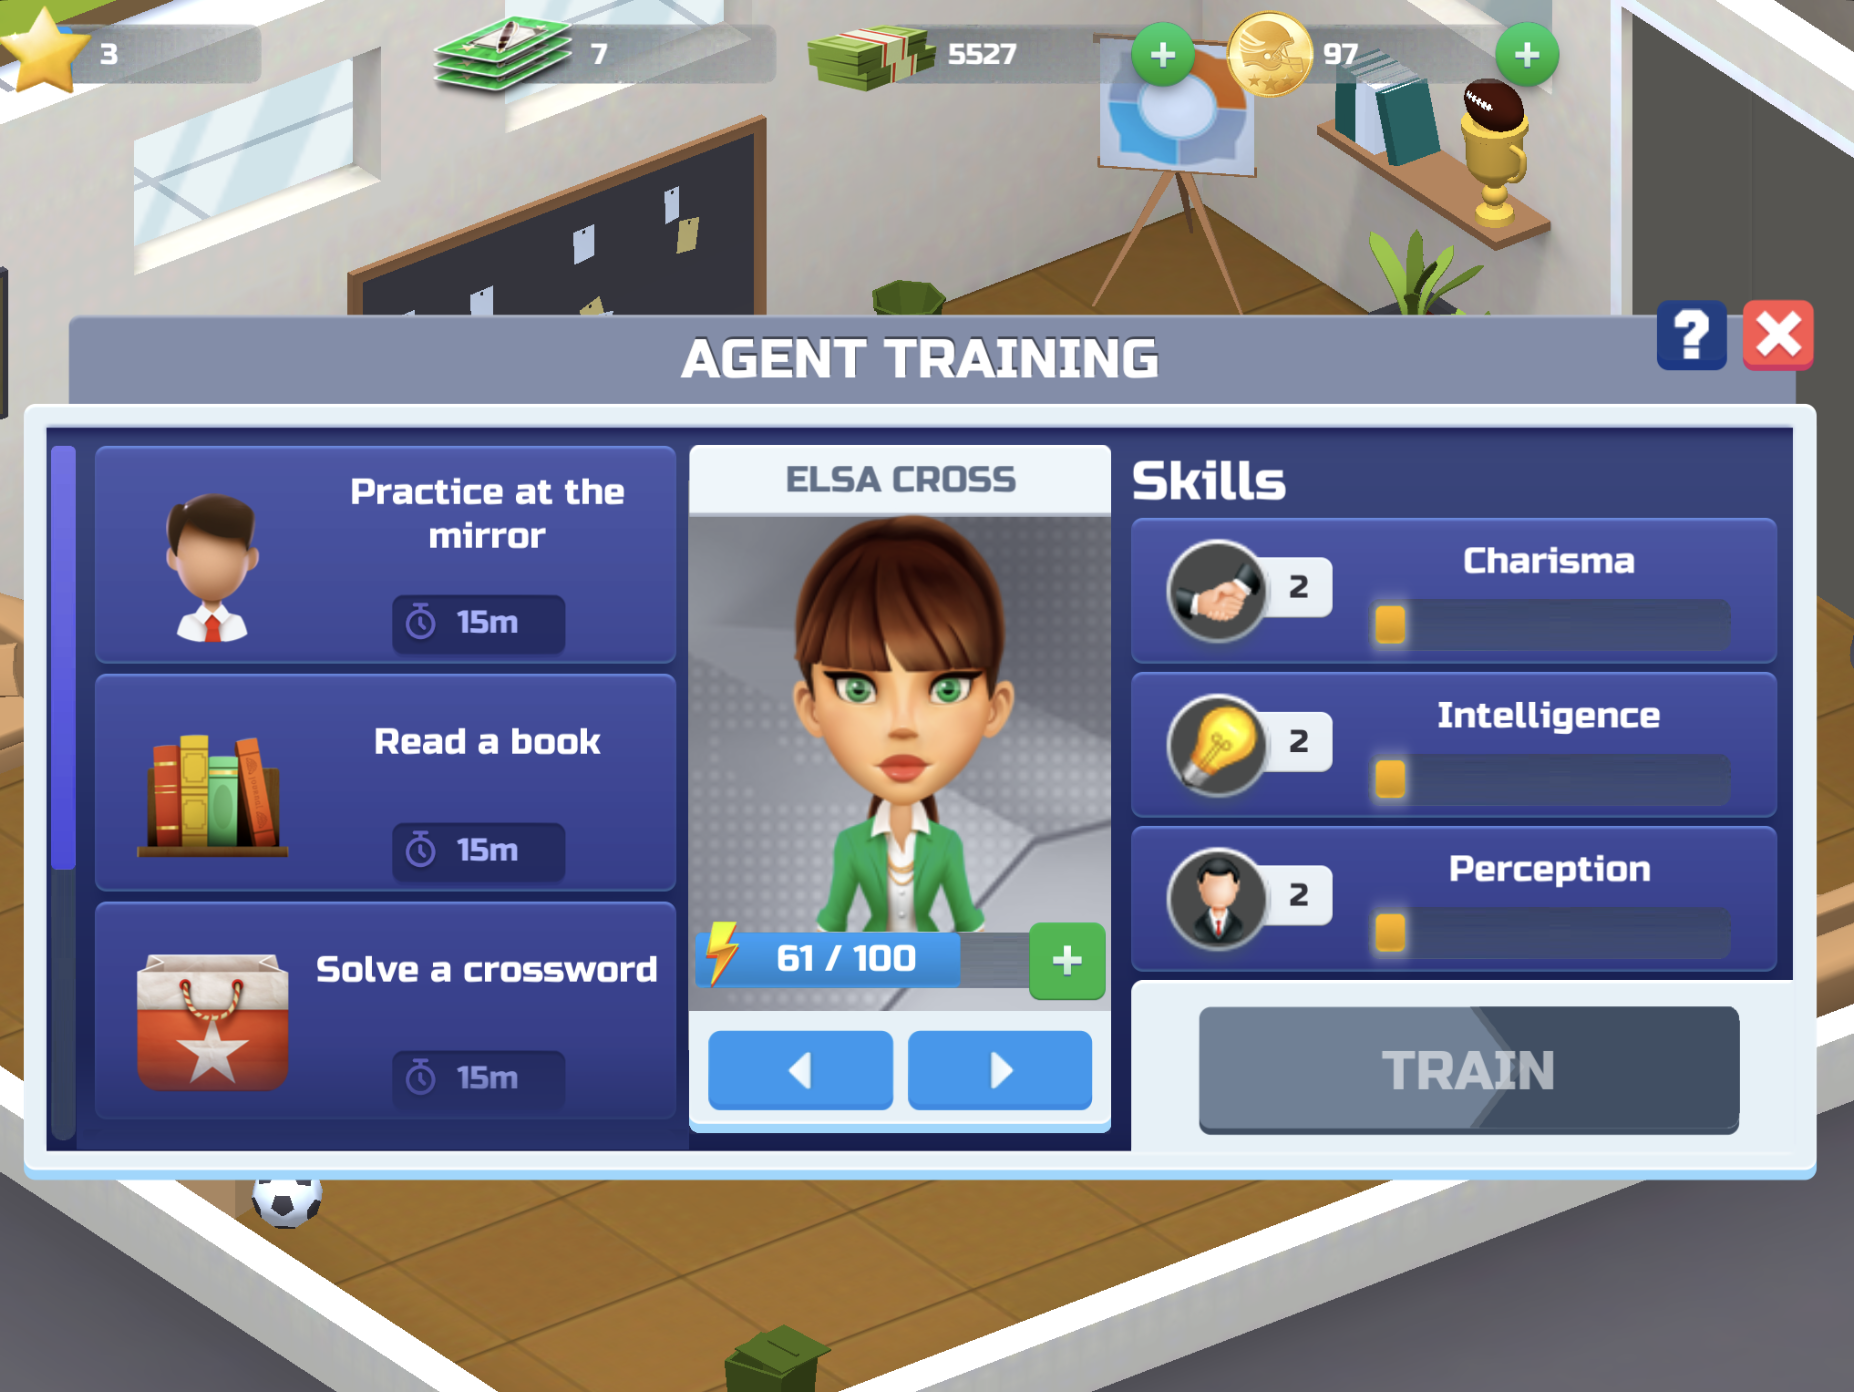 3
7
5527
97
AGENT TRAINING
Practice at the
mirror
15m
Read a book
15m
Solve a crossword
15m
ELSA CROSS
61 / 100
Skills
2
Charisma
2
Intelligence
2
Perception
TRAIN